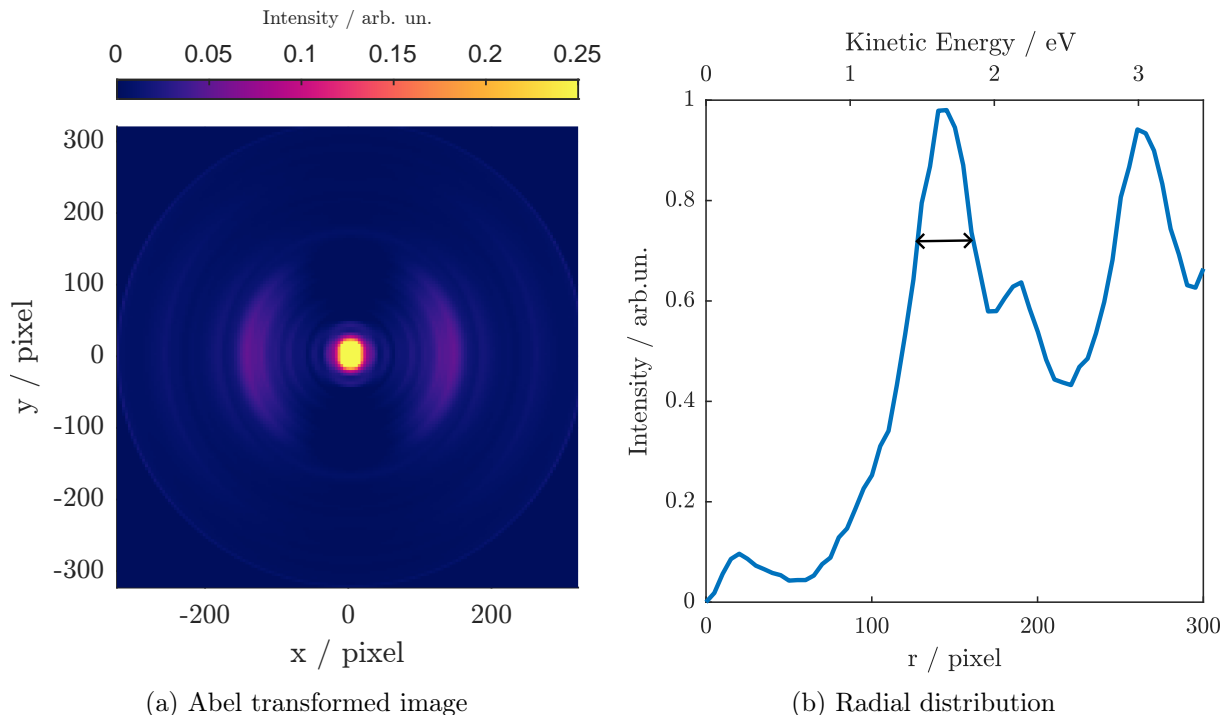 Intensity / arb. un.
0 0.05 0.1 0.15 0.2 0.25
300
200
100
0
-100
-200
-300
y / pixel
-200 0 200
x / pixel
(a) Abel transformed image
Kinetic Energy / eV
0 1 2 3
1
0.8
0.6
0.4
0.2
0
Intensity / arb.un.
0 100 200 300
r / pixel
(b) Radial distribution